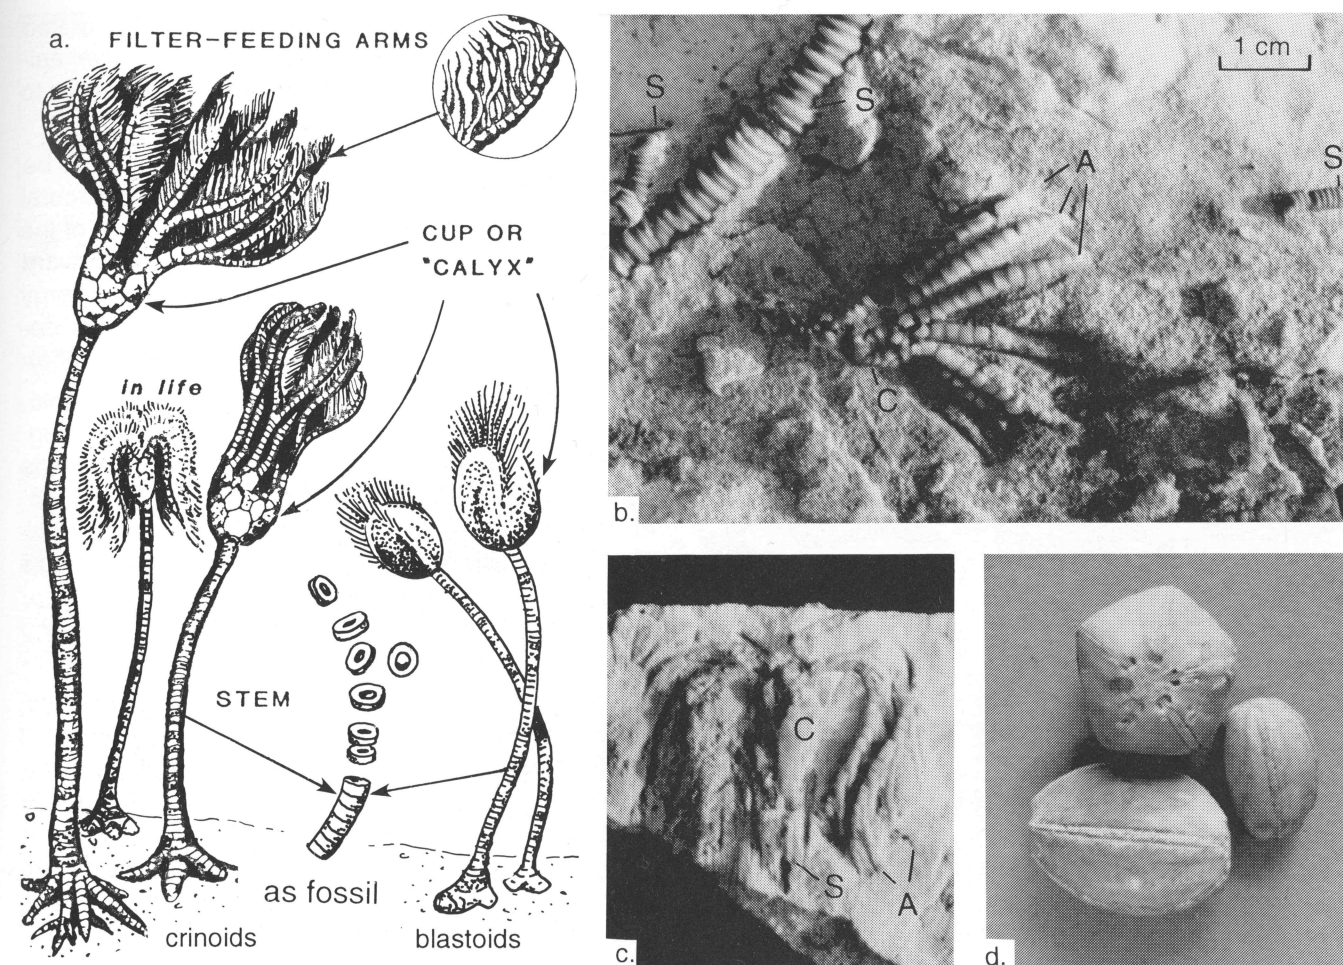 a. FILTER-FEEDING ARMS
CUP OR
"CALYX"
in life
STEM
as fossil
crinoids
blastoids
1 cm
S
S
A
S
C
b.
C
S
A
c.
d.